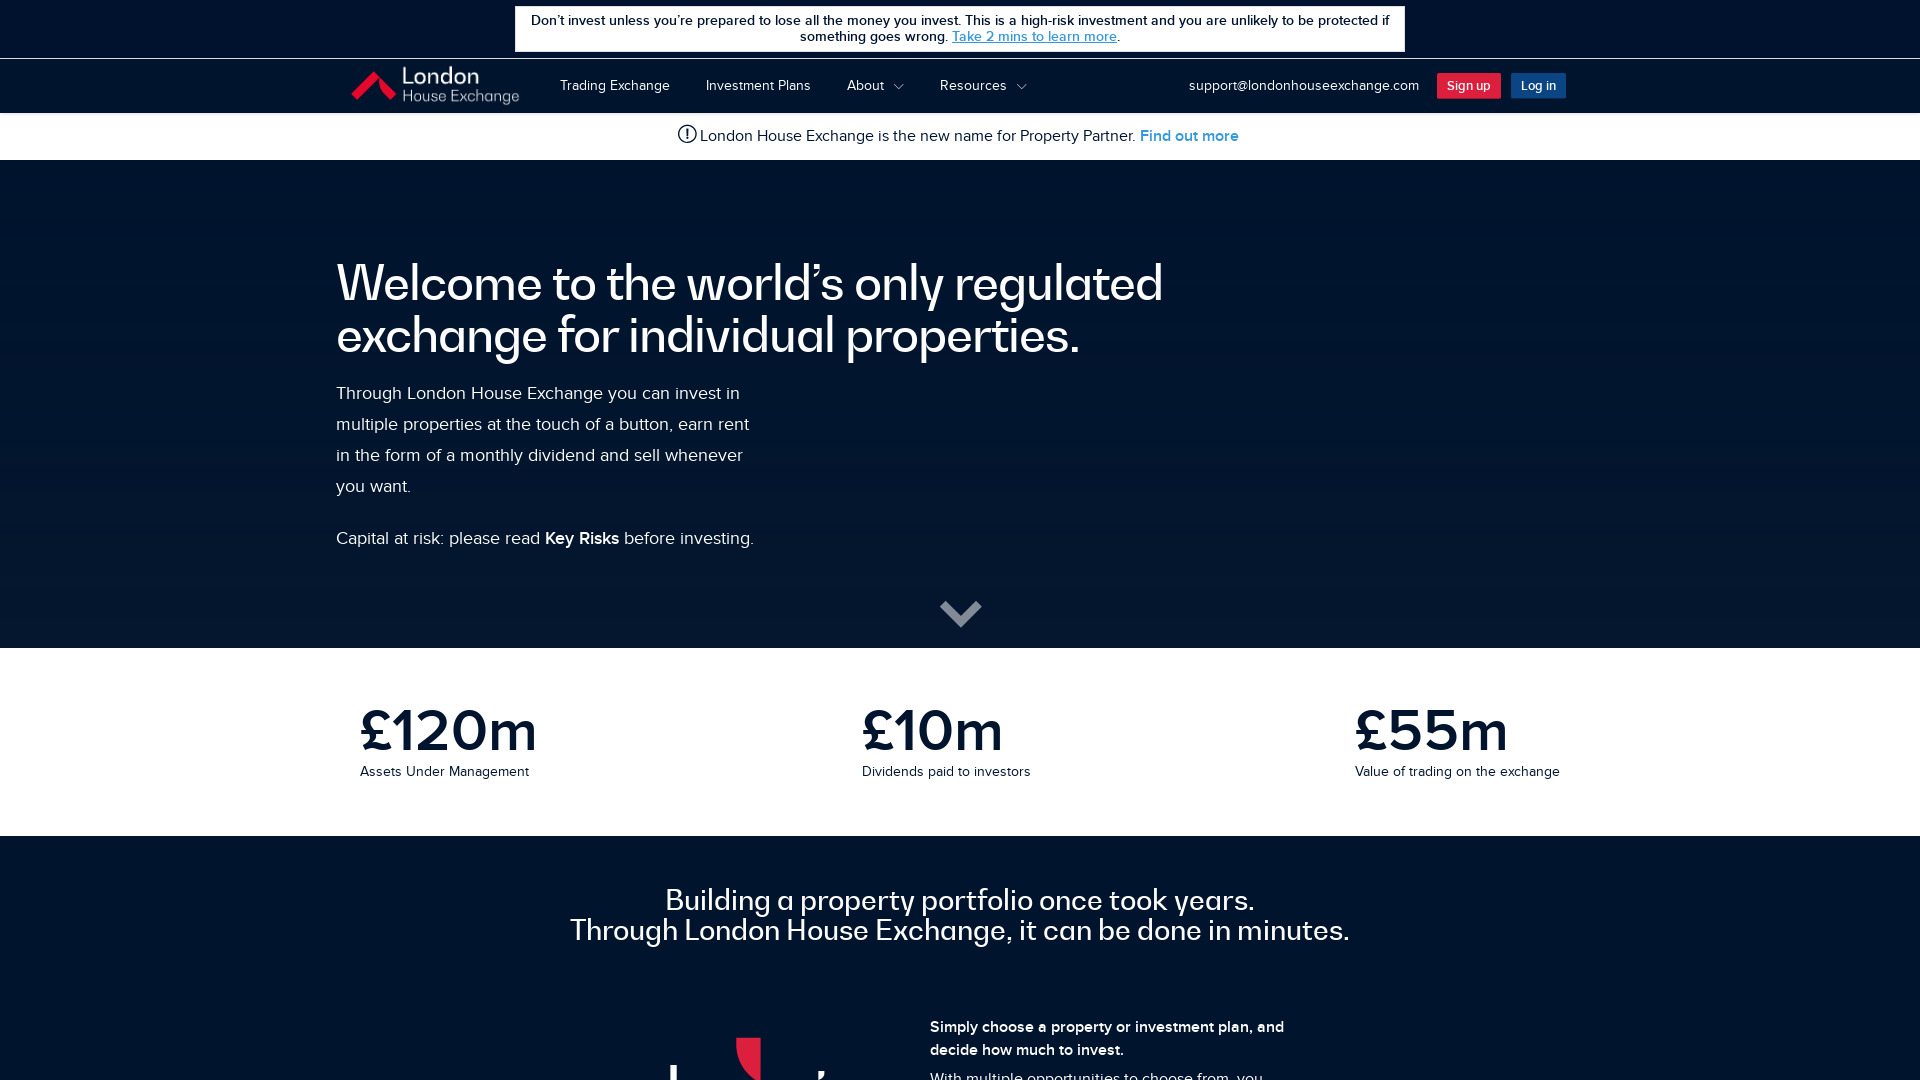 Don’t invest unless you’re prepared to lose all the money you invest. This is a high-risk investment and you are unlikely to be protected if
something goes wrong. Take 2 mins to learn more.
London
House Exchange
Trading Exchange
Investment Plans
About
Resources
support@londonhouseexchange.com
Sign up
Log in
London House Exchange is the new name for Property Partner. Find out more
Welcome to the world’s only regulated
exchange for individual properties.
Through London House Exchange you can invest in
multiple properties at the touch of a button, earn rent
in the form of a monthly dividend and sell whenever
you want.
Capital at risk: please read Key Risks before investing.
£120m
Assets Under Management
£10m
Dividends paid to investors
£55m
Value of trading on the exchange
Building a property portfolio once took years.
Through London House Exchange, it can be done in minutes.
Simply choose a property or investment plan, and
decide how much to invest.
With multiple opportunities to choose from, you